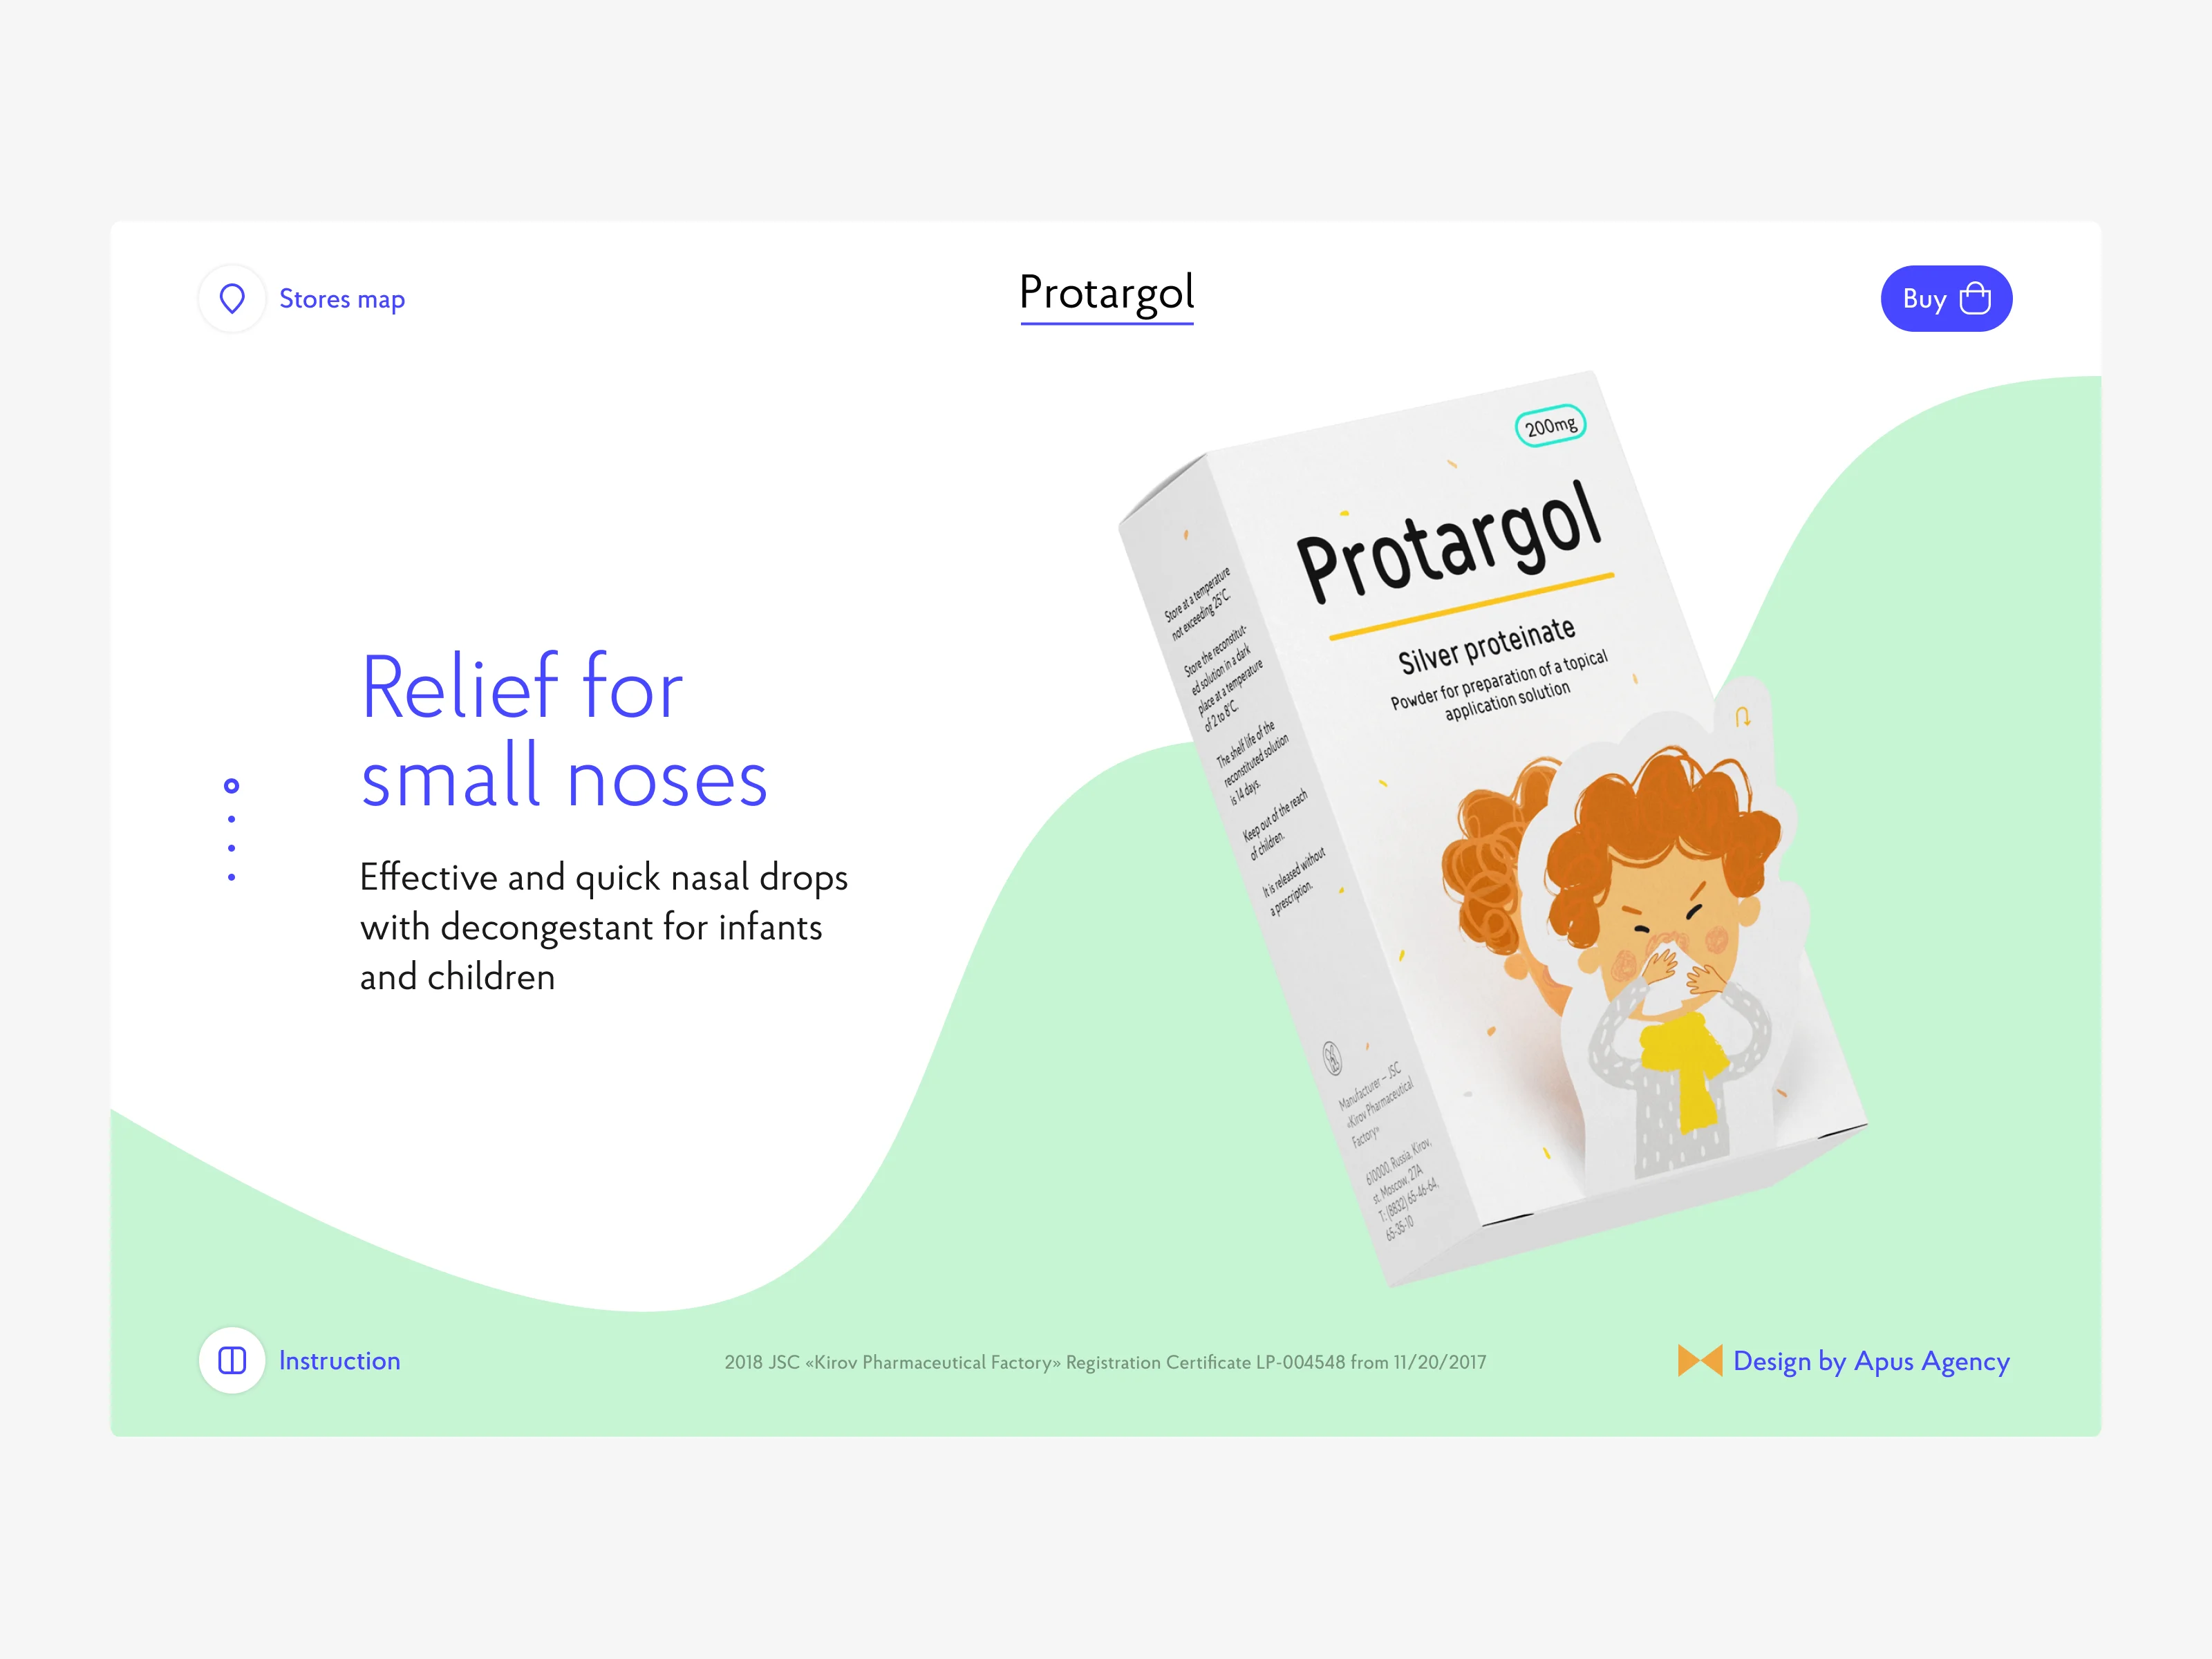 Stores map
Protargol
Buy
200mg
Protargol
Silver proteinate
Powder for preparation of a topical
application solution
Store at a temperature
not exceeding 25°C.
Store the reconstitut-
ed solution in a dark
place at a temperature
of 2 to 8°C.
The shelf life of the
reconstituted solution
is 14 days.
Keep out of the reach
of children.
It is released without
a prescription.
Manufacturer – JSC
«Kirov Pharmaceutical
Factory»
610000, Russia, Kirov,
st. Moscow, 27A
T: (8832) 65-46-64,
65-35-10
Relief for
small noses
Effective and quick nasal drops
with decongestant for infants
and children
Instruction
2018 JSC «Kirov Pharmaceutical Factory» Registration Certificate LP-004548 from 11/20/2017
Design by Apus Agency